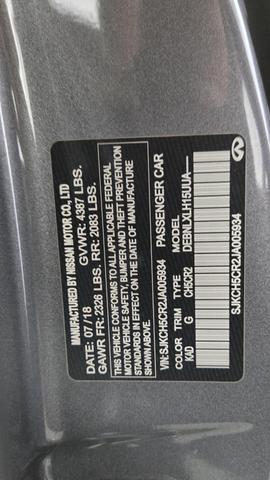 MANUFACTURED BY NISSAN MOTOR CO., LTD
GVWR: 4387 LBS.
DATE: 07/18
GAWR FR: 2326 LBS. RR: 2083 LBS.
THIS VEHICLE CONFORMS TO ALL APPLICABLE FEDERAL
MOTOR VEHICLE SAFETY, BUMPER AND THEFT PREVENTION
STANDARDS IN EFFECT ON THE DATE OF
MANUFACTURE SHOWN ABOVE.
VIN: SJKCH5CR2JA005934 PASSENGER CAR
COLOR TRIM TYPE MODEL
KAD G CH5CR2 DEBNLXLH15UUA
SJKCH5CR2JA005934